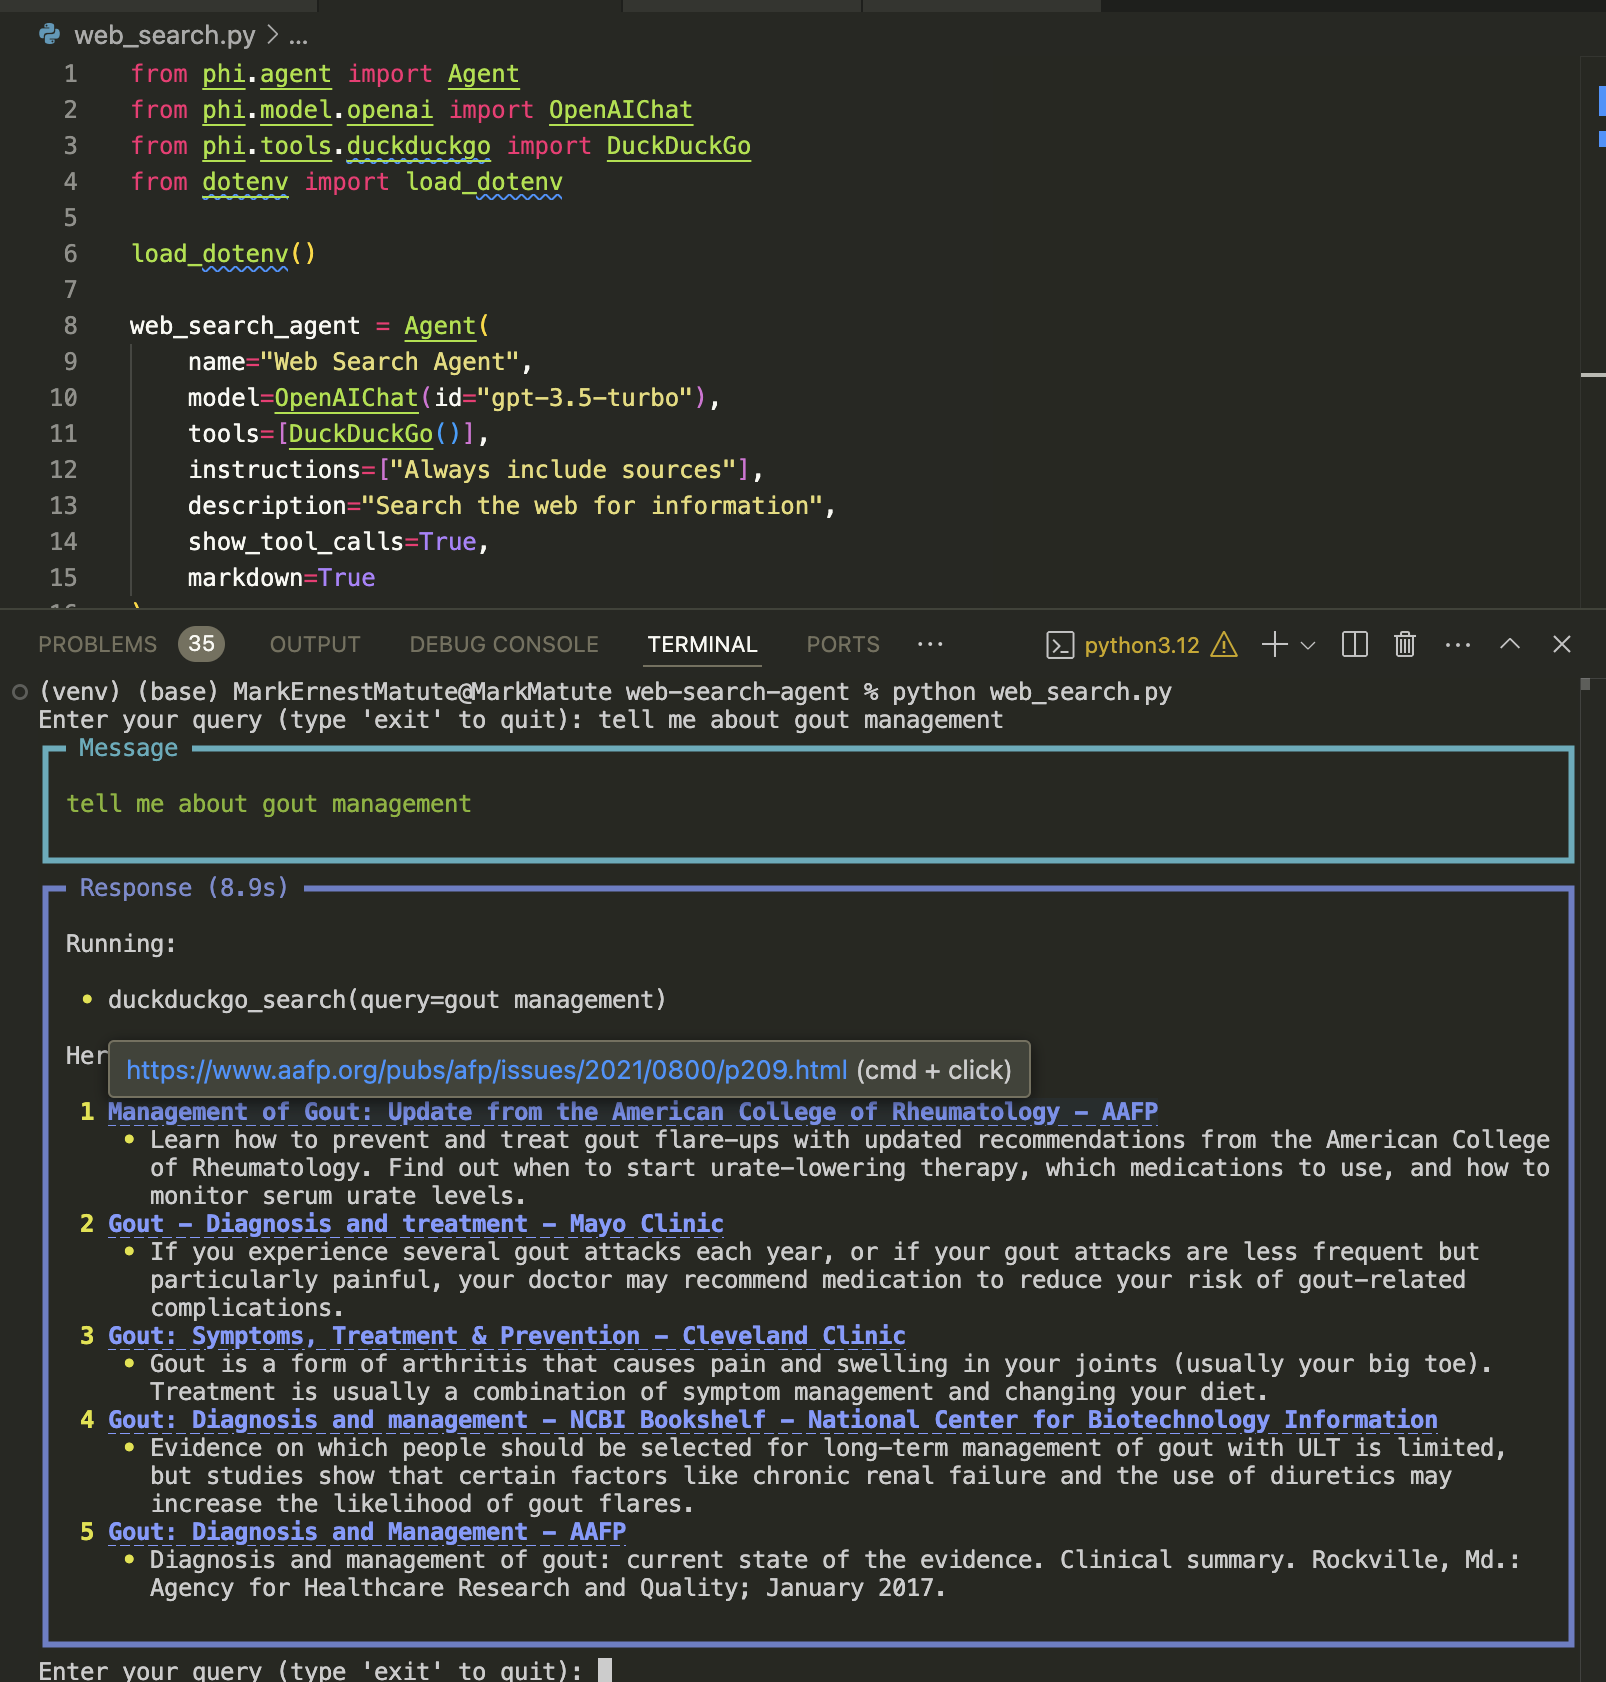 web_search.py > ...
1 from phi.agent import Agent
2 from phi.model.openai import OpenAIChat
3 from phi.tools.duckduckgo import DuckDuckGo
4 from dotenv import load_dotenv
5
6 load_dotenv()
7
8 web_search_agent = Agent(
9 name="Web Search Agent",
10 model=OpenAIChat(id="gpt-3.5-turbo"),
11 tools=[DuckDuckGo()],
12 instructions=["Always include sources"],
13 description="Search the web for information",
14 show_tool_calls=True,
15 markdown=True
16 )
PROBLEMS 35 OUTPUT DEBUG CONSOLE TERMINAL PORTS ... python3.12
(venv) (base) MarkErnestMatute@MarkMatute web-search-agent % python web_search.py
Enter your query (type 'exit' to quit): tell me about gout management
Message
tell me about gout management
Response (8.9s)
Running:
• duckduckgo_search(query=gout management)
Her
https://www.aafp.org/pubs/afp/issues/2021/0800/p209.html (cmd + click)
1 Management of Gout: Update from the American College of Rheumatology - AAFP
• Learn how to prevent and treat gout flare-ups with updated recommendations from the American College
of Rheumatology. Find out when to start urate-lowering therapy, which medications to use, and how to
monitor serum urate levels.
2 Gout - Diagnosis and treatment - Mayo Clinic
• If you experience several gout attacks each year, or if your gout attacks are less frequent but
particularly painful, your doctor may recommend medication to reduce your risk of gout-related
complications.
3 Gout: Symptoms, Treatment & Prevention - Cleveland Clinic
• Gout is a form of arthritis that causes pain and swelling in your joints (usually your big toe).
Treatment is usually a combination of symptom management and changing your diet.
4 Gout: Diagnosis and management - NCBI Bookshelf - National Center for Biotechnology Information
• Evidence on which people should be selected for long-term management of gout with ULT is limited,
but studies show that certain factors like chronic renal failure and the use of diuretics may
increase the likelihood of gout flares.
5 Gout: Diagnosis and Management - AAFP
• Diagnosis and management of gout: current state of the evidence. Clinical summary. Rockville, Md.:
Agency for Healthcare Research and Quality; January 2017.
Enter your query (type 'exit' to quit):